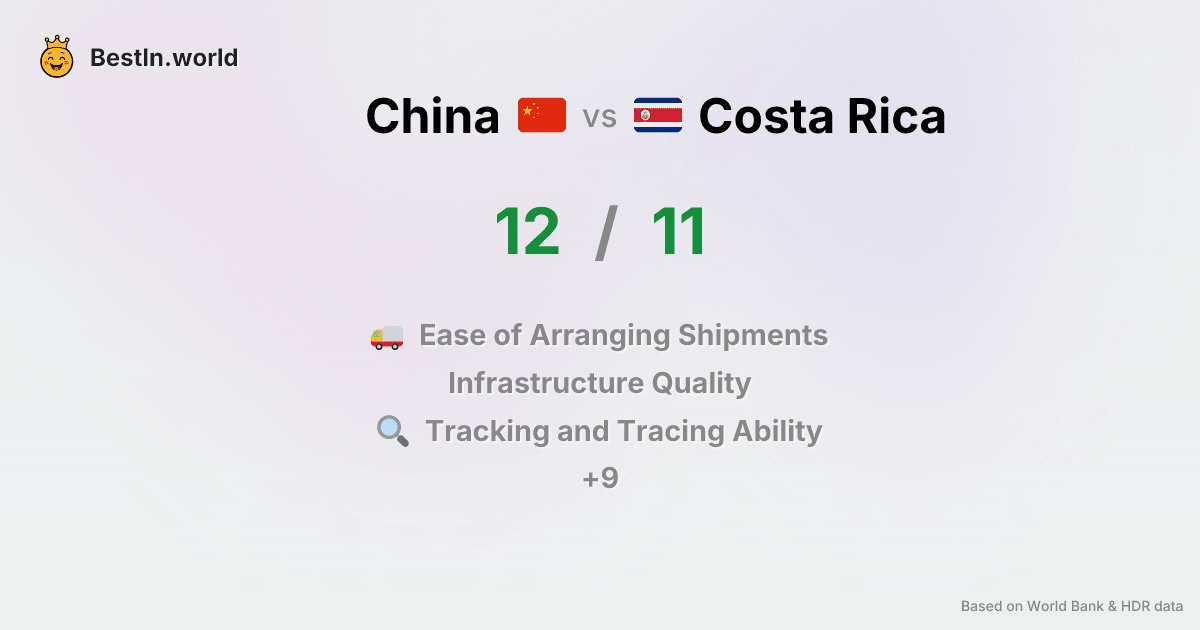 BestIn.world
China vs Costa Rica
12 / 11
Ease of Arranging Shipments
Infrastructure Quality
Tracking and Tracing Ability
+9
Based on World Bank & HDR data